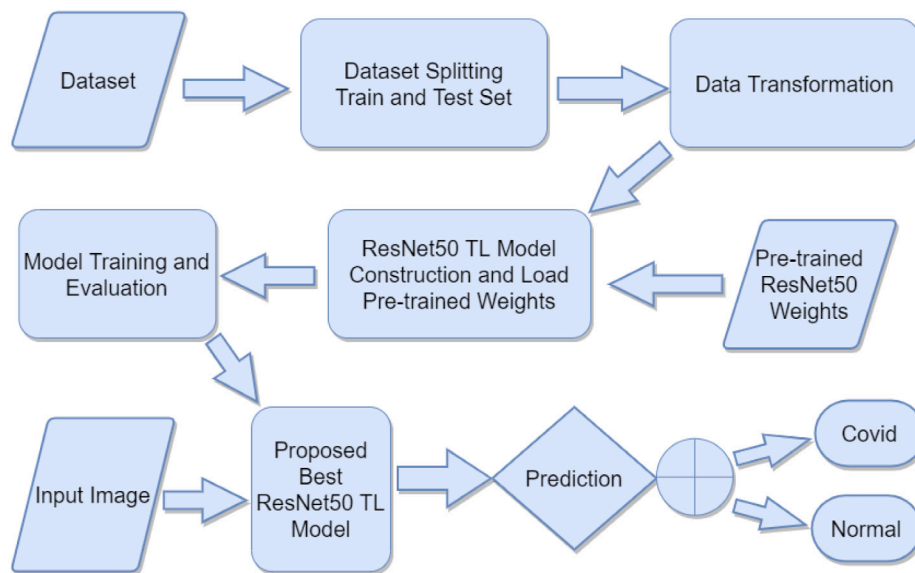 Dataset
Dataset Splitting
Train and Test Set
Data Transformation
Model Training and
Evaluation
ResNet50 TL Model
Construction and Load
Pre-trained Weights
Pre-trained
ResNet50
Weights
Input Image
Proposed
Best
ResNet50 TL
Model
Prediction
Covid
Normal